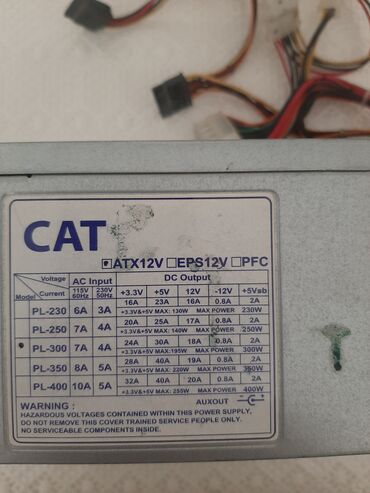 CAT
ATX12V EPS12V PFC
Voltage AC Input DC Output
Model Current 115V 60Hz 230V 50Hz +3.3V +5V 12V -12V +5Vsb
PL-230 6A 3A 16A 23A 16A 0.8A 2A
+3.3V&+5V MAX: 130W MAX POWER 230W
PL-250 7A 4A 20A 25A 17A 0.8A 2A
+3.3V&+5V MAX: 140W MAX POWER 250W
PL-300 7A 4A 24A 30A 18A 0.8A 2A
+3.3V&+5V MAX:195W MAX POWER 300W
PL-350 8A 5A 28A 40A 19A 0.8A 2A
+3.3V&+5V MAX: 220W MAX POWER 350W
PL-400 10A 5A 32A 40A 20A 0.8A 2A
+3.3V&+5V MAX: 255W MAX POWER 400W
WARNING : AUXOUT
HAZARDOUS VOLTAGES CONTAINED WITHIN THIS POWER SUPPLY,
DO NOT REMOVE THIS COVER TRAINED SERVICE PEOPLE ONLY.
NO SERVICEABLE COMPONENTS INSIDE.